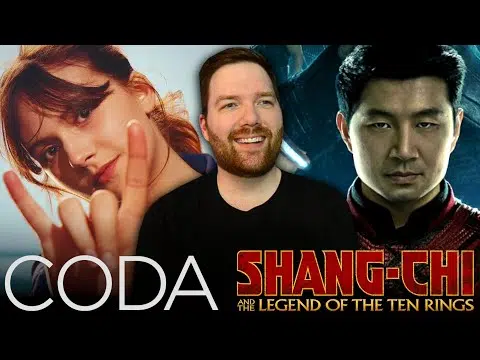 CODA
SHANG-CHI
AND THE LEGEND OF THE TEN RINGS